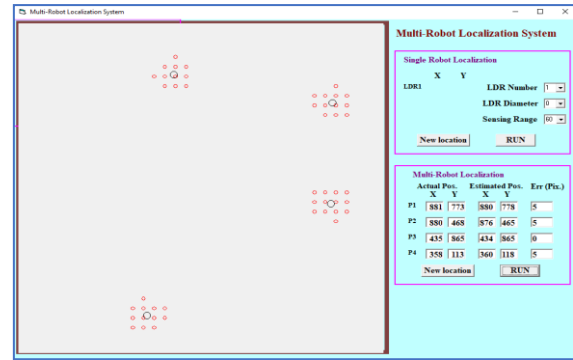 Multi-Robot Localization System
Multi-Robot Localization System
Single Robot Localization
X Y
LDR1
LDR Number 1
LDR Diameter 0
Sensing Range 60
New location RUN
Multi-Robot Localization
Actual Pos. Estimated Pos. Err (Pix.)
X Y X Y
P1 881 773 880 778 5
P2 880 468 876 465 5
P3 435 865 434 865 0
P4 358 113 360 118 5
New location RUN